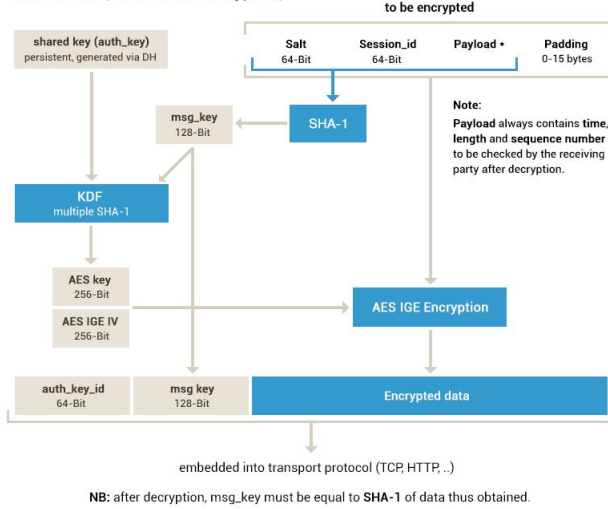 to be encrypted
shared key (auth_key)
persistent, generated via DH
Salt
64-Bit
Session_id
64-Bit
Payload *
Padding
0-15 bytes
Note:
Payload always contains time,
length and sequence number
to be checked by the receiving
party after decryption.
msg_key
128-Bit
SHA-1
KDF
multiple SHA-1
AES key
256-Bit
AES IGE IV
256-Bit
AES IGE Encryption
auth_key_id
64-Bit
msg key
128-Bit
Encrypted data
embedded into transport protocol (TCP, HTTP, ..)
NB: after decryption, msg_key must be equal to SHA-1 of data thus obtained.